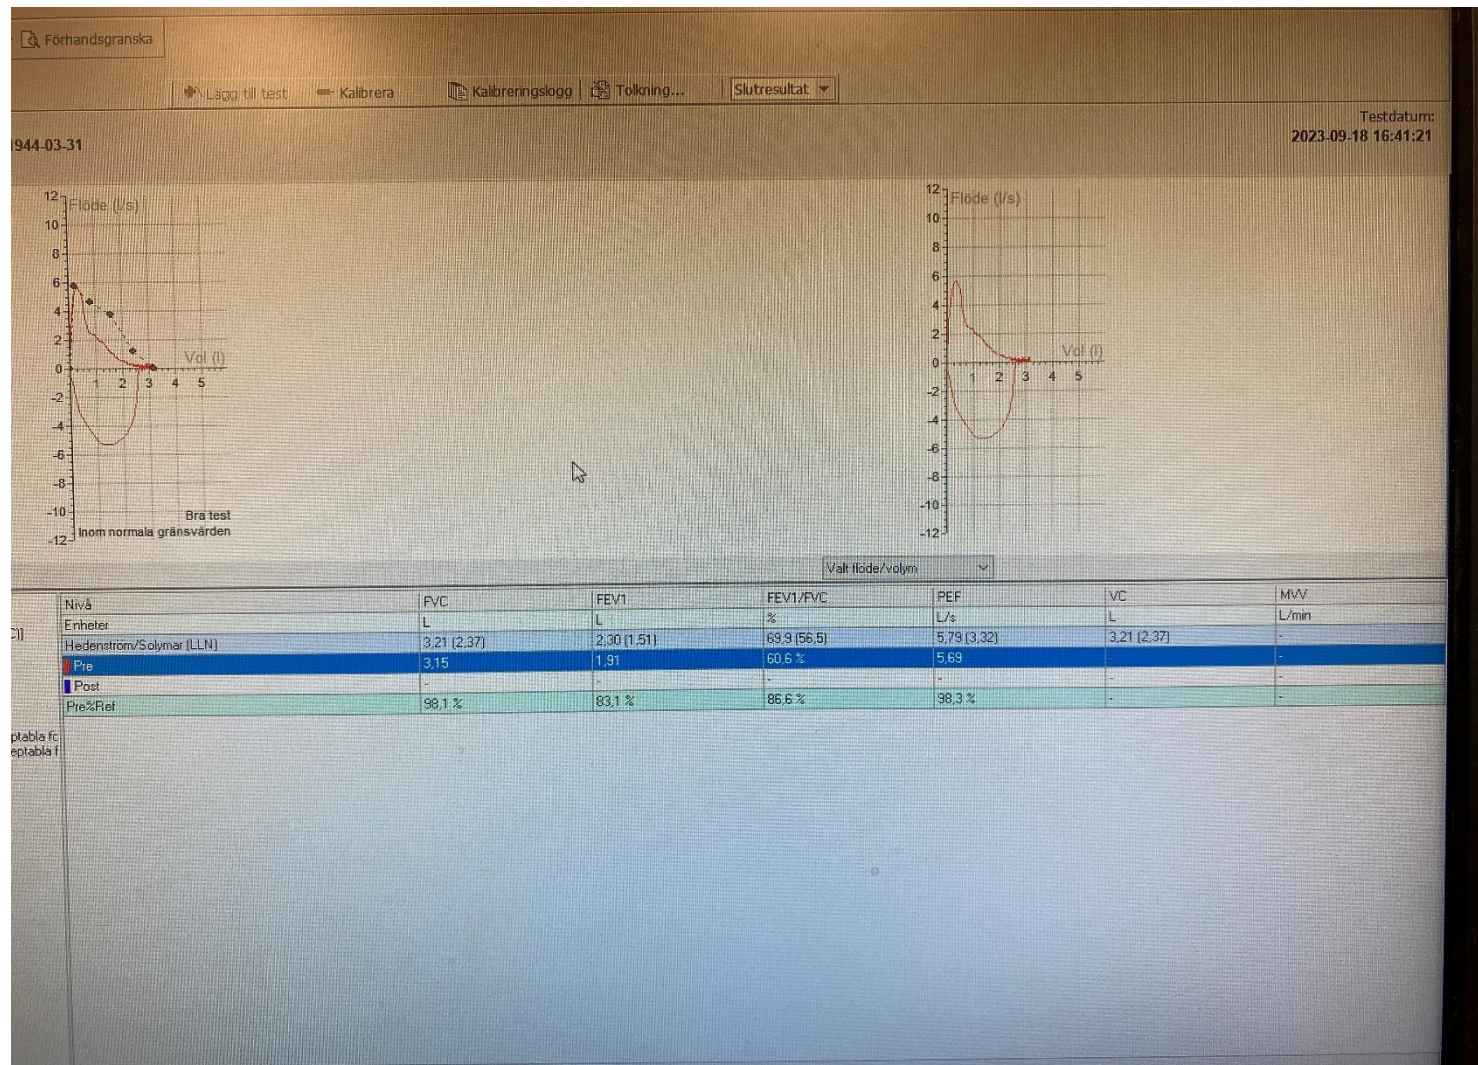 Förhandsgranska
Lägg till test Kalibrera Kalibreringslogg Tolkning... Slutresultat
Testdatum:
1944-03-31 2023-09-18 16:41:21
12 Flöde (l/s)
10
8
6
4
2
Vol (l)
0
1 2 3 4 5
-2
-4
-6
-8
-10
Bra test
Inom normala gränsvärden
-12
12 Flöde (l/s)
10
8
6
4
2
Vol (l)
0
1 2 3 4 5
-2
-4
-6
-8
-10
-12
Valt flöde/volym
Nivå FVC FEV1 FEV1/FVC PEF VC MVV
Enheter L L % L/s L L/min
Hedenström/Solymar [LLN] 3,21 (2,37) 2,30 (1,51) 69,9 (56,5) 5,79 (3,32) 3,21 (2,37) -
Pre 3,15 1,91 60,6 % 5,69 - -
Post - - - - - -
Pre%Ref 98,1 % 83,1 % 86,6 % 98,3 % - -
ptabla fc
eptabla f